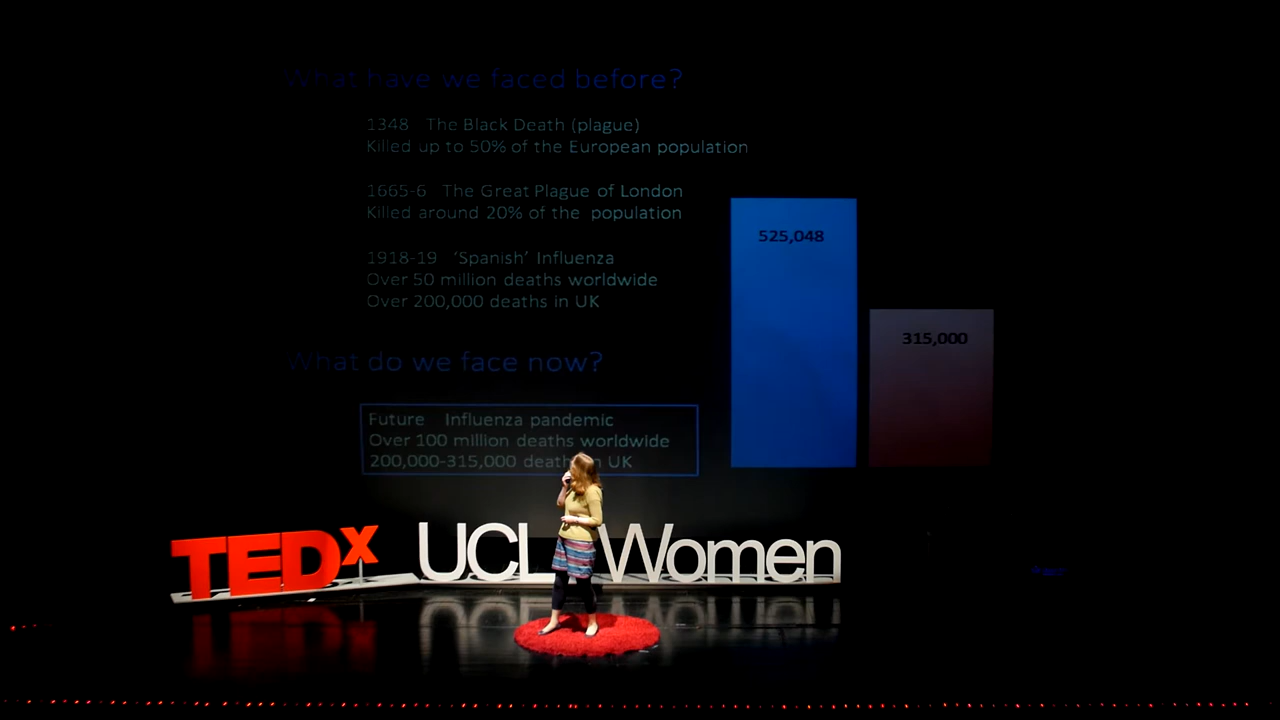 What have we faced before?
1348 The Black Death (plague)
Killed up to 50% of the European population
1665-6 The Great Plague of London
Killed around 20% of the population
1918-19 ‘Spanish’ Influenza
Over 50 million deaths worldwide
Over 200,000 deaths in UK
525,048
315,000
What do we face now?
Future Influenza pandemic
Over 100 million deaths worldwide
200,000-315,000 UK
TEDx UCL Women